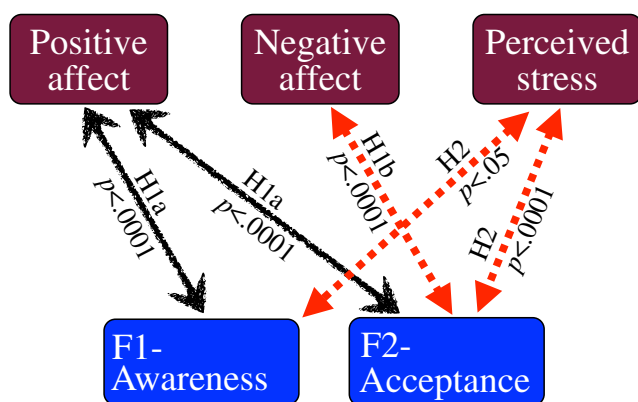 Positive
affect
Negative
affect
Perceived
stress
H1a
p<.0001
H1a
p<.0001
H1b
p<.0001
H2
p<.05
H2
p<.0001
F1-
Awareness
F2-
Acceptance